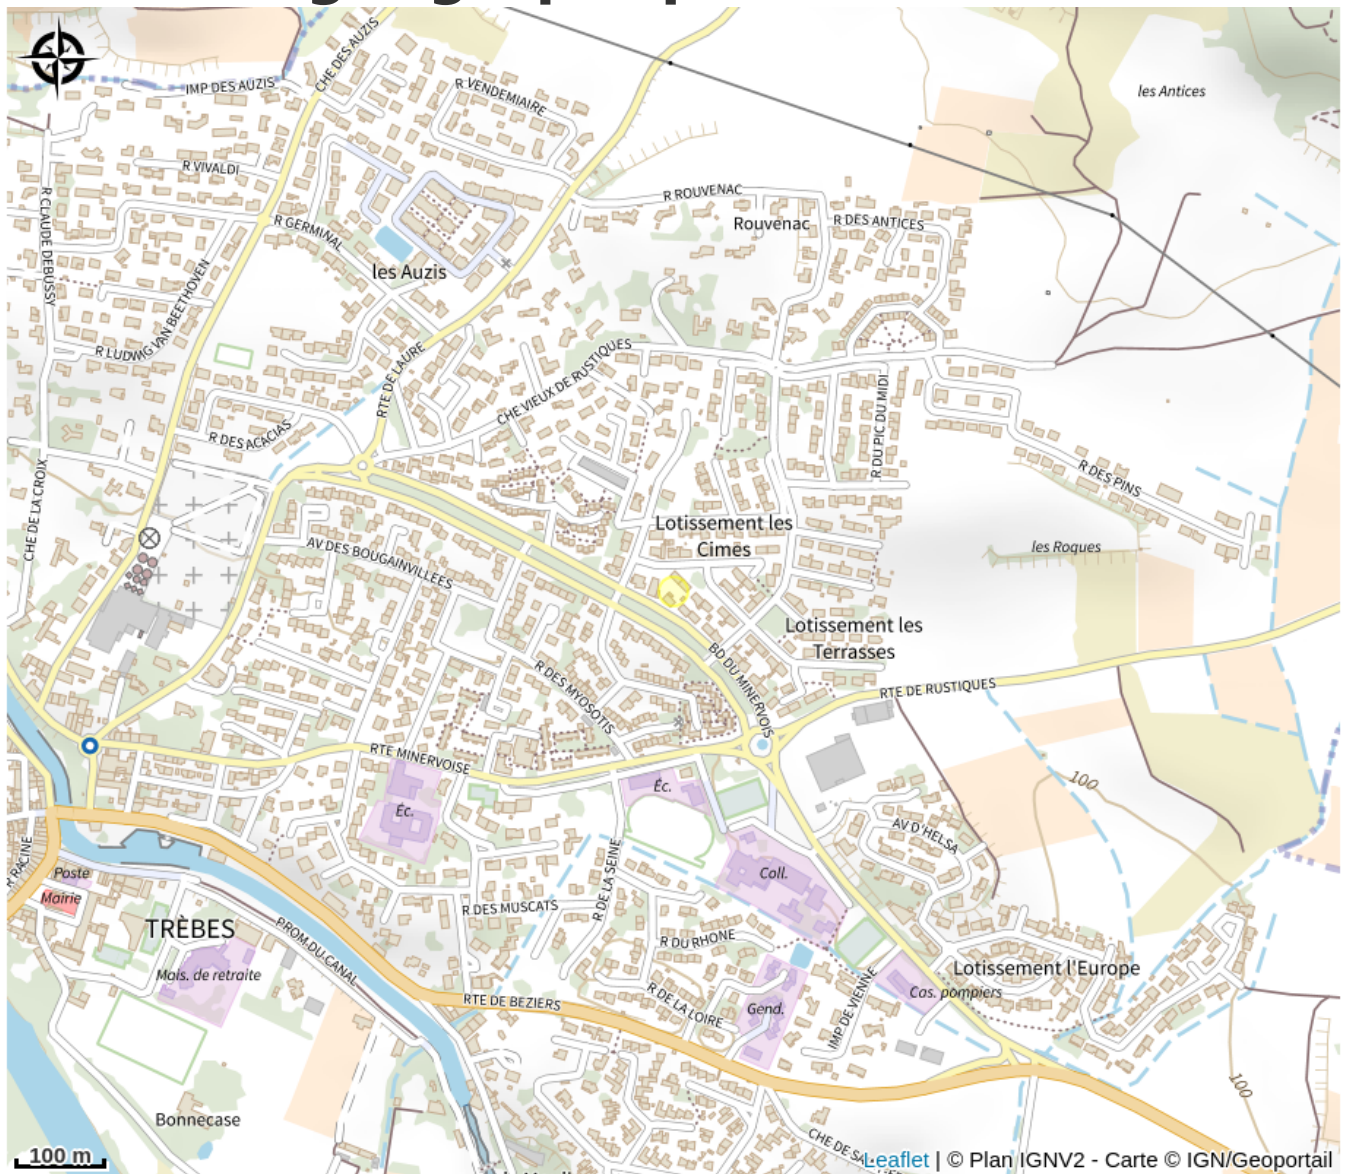 CHE DES AUZIS
IMP DES AUZIS
R VENDEMIAIRE
les Antices
R VIVALDI
R CLAUDE DEBUSSY
R GERMINAL
R ROUVENAC
Rouvenac
R DES ANTICES
les Auzis
R LUDWIG VAN BEETHOVEN
RTE DE LAURE
CHE VIEUX DE RUSTIQUES
R DU PIC DU MIDI
R DES ACACIAS
CHE DE LA CROIX
R DES PINS
Lotissement les
Cimes
les Roques
AV DES BOUGAINVILLEES
Lotissement les
Terrasses
BD DU MINERVOIS
R DES MYOSOTIS
RTE DE RUSTIQUES
RTE MINERVOISE
Éc.
Éc.
100
AV D'HELSA
R RACINE
Poste
Mairie
Coll.
R DE LA SEINE
R DES MUSCATS
TRÈBES
PROM DU CANAL
R DU RHONE
Mais. de retraite
Lotissement l'Europe
Cas. pompiers
R DE LA LOIRE
RTE DE BEZIERS
Gend.
IMP DE VIENNE
100
Bonnecase
100 m
Leaflet | © Plan IGNV2 - Carte © IGN/Geoportail